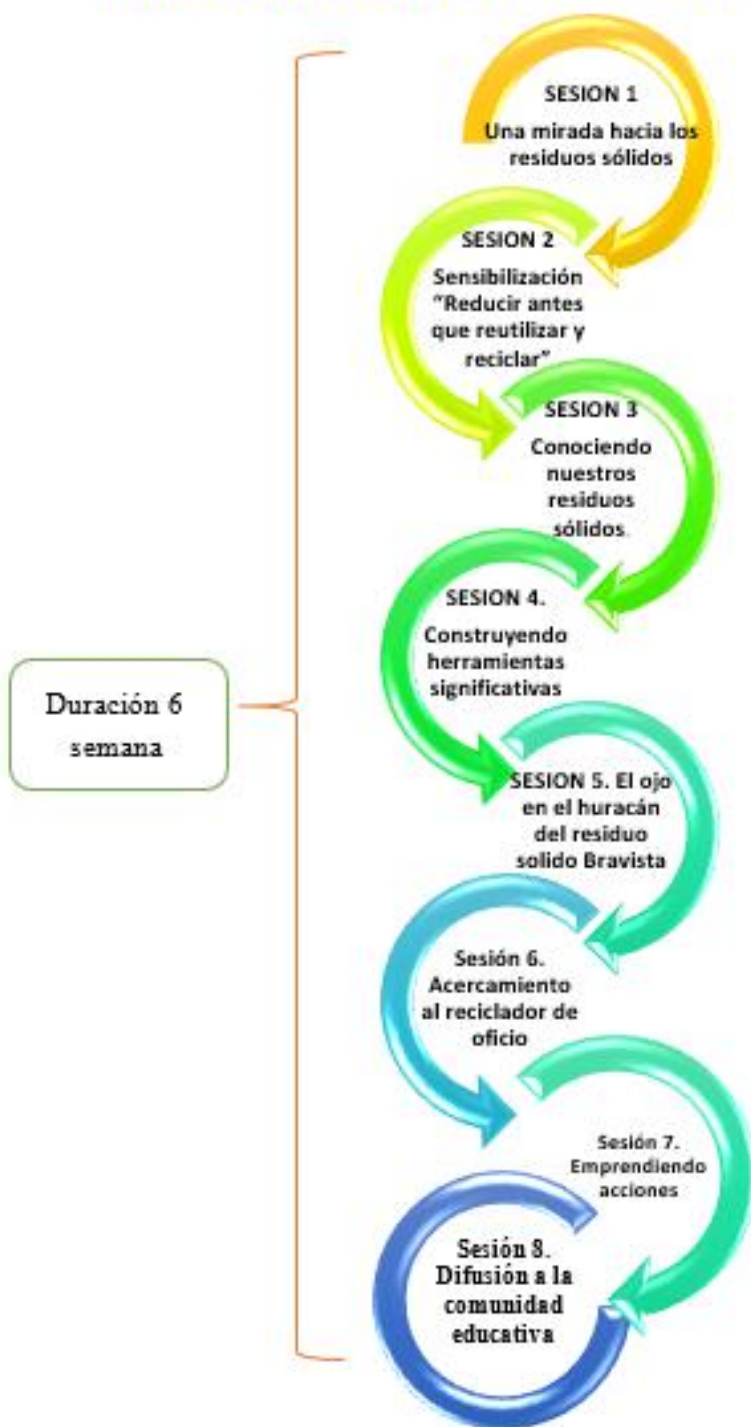 SESION 1
Una mirada hacia los
residuos sólidos
SESION 2
Sensibilización
"Reducir antes
que reutilizar y
reciclar"
SESION 3
Conociendo
nuestros
residuos
sólidos.
SESION 4.
Construyendo
herramientas
significativas
Duración 6
semana
SESION 5. El ojo
en el huracán
del residuo
solido Bravista
Sesión 6.
Acercamiento
al reciclador de
oficio
Sesión 7.
Emprendiendo
acciones
Sesión 8.
Difusión a la
comunidad
educativa